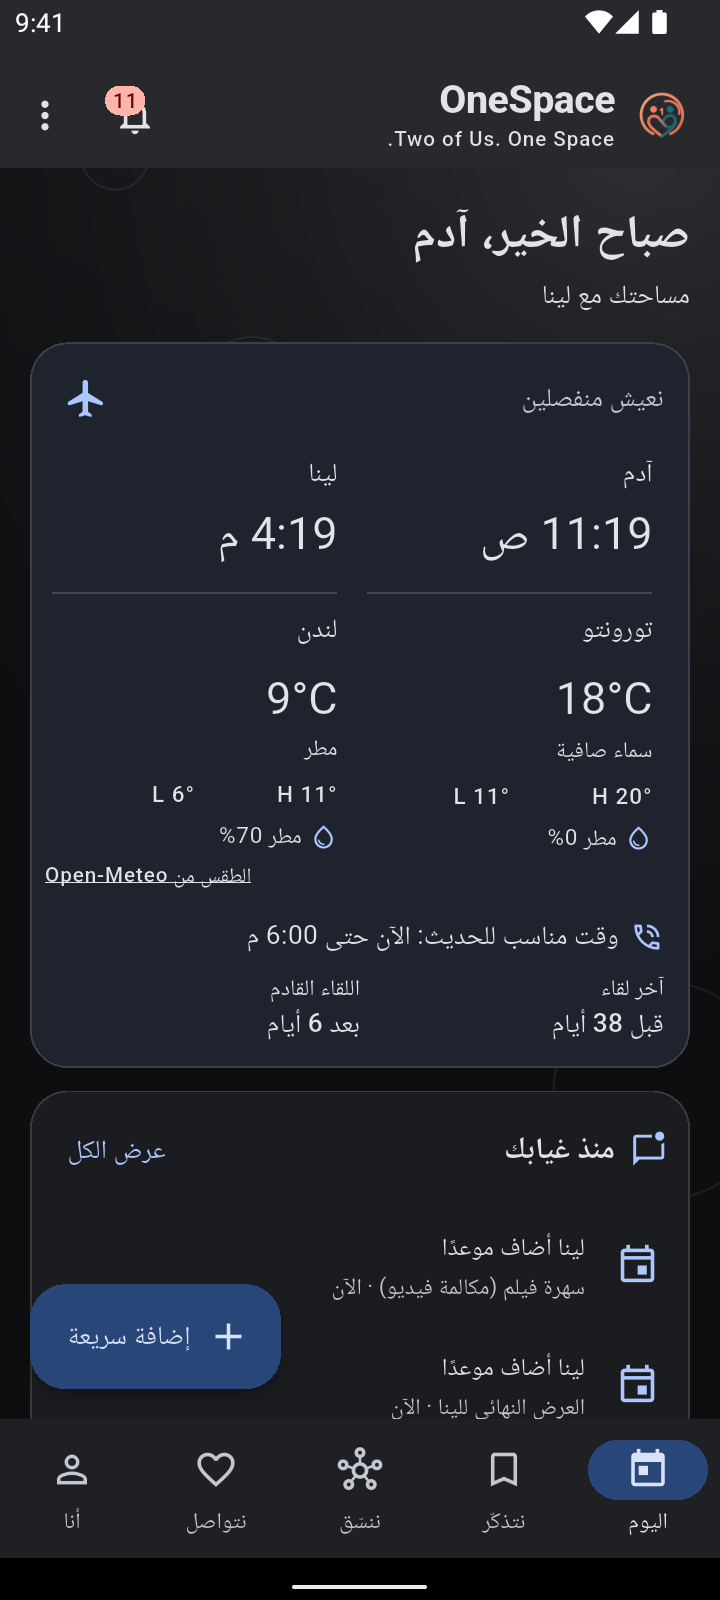 9:41
11
OneSpace
Two of Us. One Space.
صباح الخير، آدم
مساحتك مع لينا
نعيش منفصلين
آدم
لينا
11:19 ص
4:19 م
تورونتو
لندن
18°C
9°C
سماء صافية
مطر
H 20° L 11°
H 11° L 6°
مطر 0%
مطر 70%
الطقس من Open-Meteo
وقت مناسب للحديث: الآن حتى 6:00 م
آخر لقاء
اللقاء القادم
قبل 38 أيام
بعد 6 أيام
منذ غيابك
عرض الكل
لينا أضاف موعدًا
سهرة فيلم (مكالمة فيديو) · الآن
إضافة سريعة
لينا أضاف موعدًا
العرض النهائي للينا · الآن
اليوم
نتذكّر
ننسّق
نتواصل
أنا